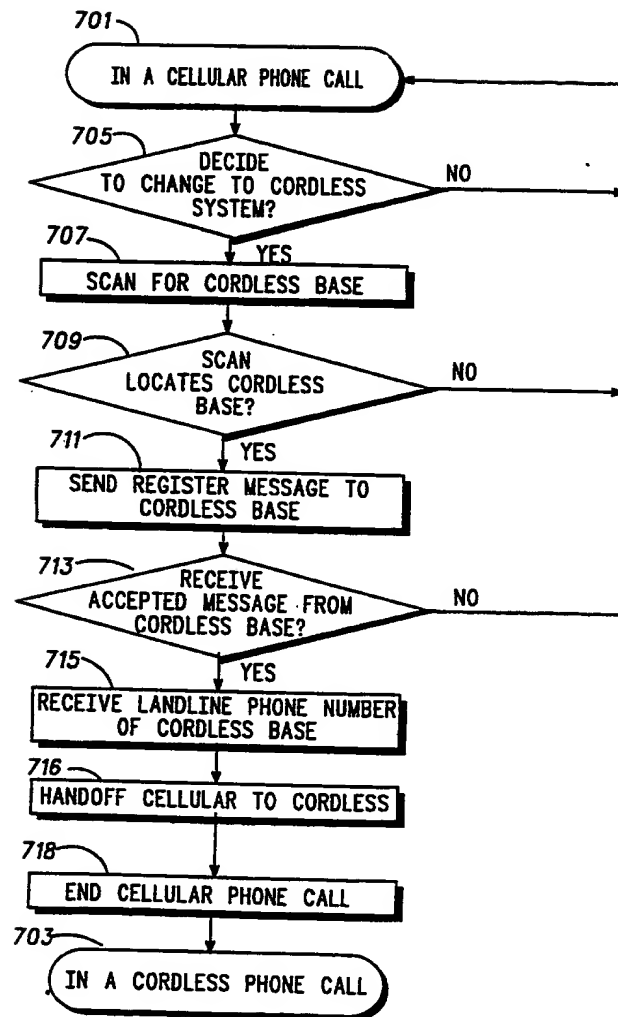 701
IN A CELLULAR PHONE CALL
705
DECIDE
TO CHANGE TO CORDLESS
SYSTEM?
NO
YES
707
SCAN FOR CORDLESS BASE
709
SCAN
LOCATES CORDLESS
BASE?
NO
YES
711
SEND REGISTER MESSAGE TO
CORDLESS BASE
713
RECEIVE
ACCEPTED MESSAGE FROM
CORDLESS BASE?
NO
YES
715
RECEIVE LANDLINE PHONE NUMBER
OF CORDLESS BASE
716
HANDOFF CELLULAR TO CORDLESS
718
END CELLULAR PHONE CALL
703
IN A CORDLESS PHONE CALL